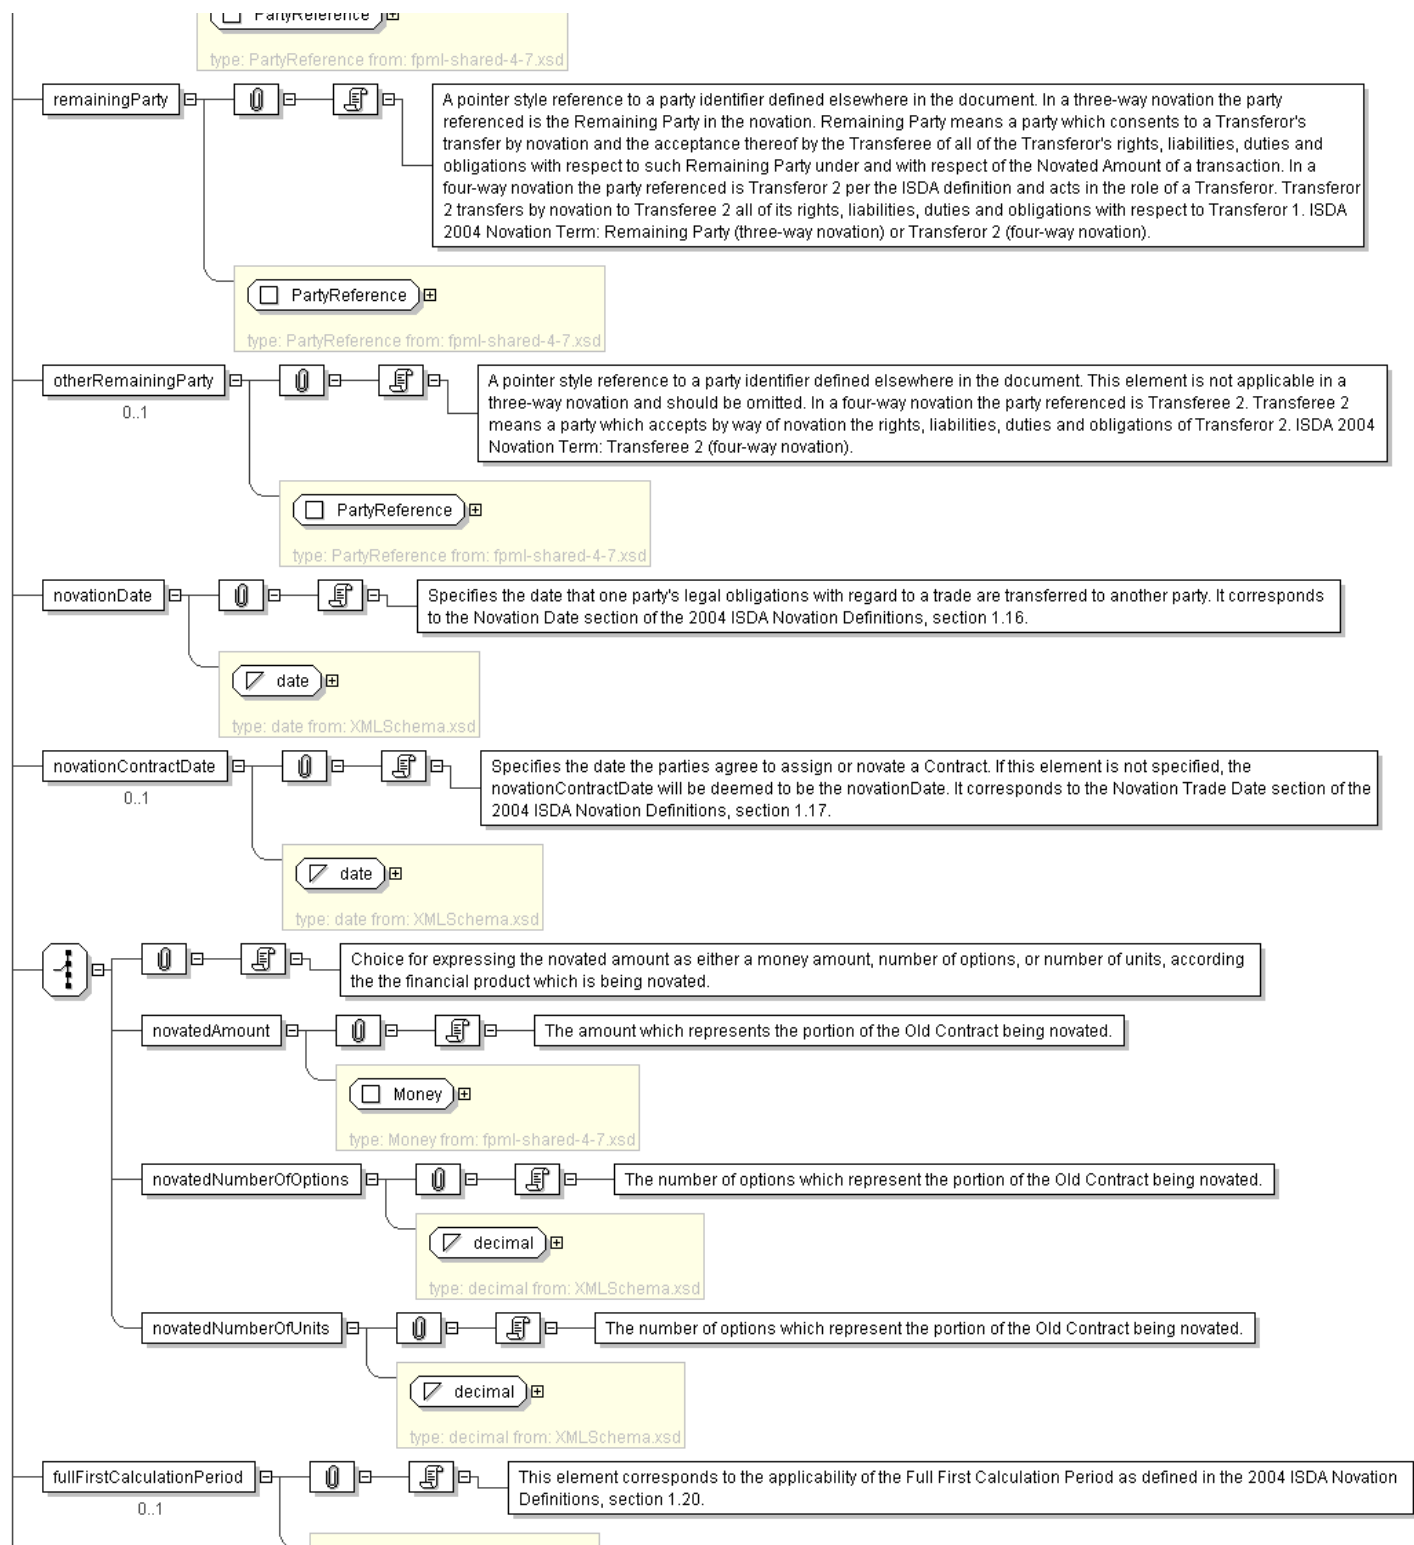 PartyReference
type: PartyReference from: fpml-shared-4-7.xsd
remainingParty
A pointer style reference to a party identifier defined elsewhere in the document. In a three-way novation the party
referenced is the Remaining Party in the novation. Remaining Party means a party which consents to a Transferor's
transfer by novation and the acceptance thereof by the Transferee of all of the Transferor's rights, liabilities, duties and
obligations with respect to such Remaining Party under and with respect of the Novated Amount of a transaction. In a
four-way novation the party referenced is Transferor 2 per the ISDA definition and acts in the role of a Transferor. Transferor
2 transfers by novation to Transferee 2 all of its rights, liabilities, duties and obligations with respect to Transferor 1. ISDA
2004 Novation Term: Remaining Party (three-way novation) or Transferor 2 (four-way novation).
PartyReference
type: PartyReference from: fpml-shared-4-7.xsd
otherRemainingParty
0..1
A pointer style reference to a party identifier defined elsewhere in the document. This element is not applicable in a
three-way novation and should be omitted. In a four-way novation the party referenced is Transferee 2. Transferee 2
means a party which accepts by way of novation the rights, liabilities, duties and obligations of Transferor 2. ISDA 2004
Novation Term: Transferee 2 (four-way novation).
PartyReference
type: PartyReference from: fpml-shared-4-7.xsd
novationDate
Specifies the date that one party's legal obligations with regard to a trade are transferred to another party. It corresponds
to the Novation Date section of the 2004 ISDA Novation Definitions, section 1.16.
date
type: date from: XMLSchema.xsd
novationContractDate
0..1
Specifies the date the parties agree to assign or novate a Contract. If this element is not specified, the
novationContractDate will be deemed to be the novationDate. It corresponds to the Novation Trade Date section of the
2004 ISDA Novation Definitions, section 1.17.
date
type: date from: XMLSchema.xsd
Choice for expressing the novated amount as either a money amount, number of options, or number of units, according
the the financial product which is being novated.
novatedAmount
The amount which represents the portion of the Old Contract being novated.
Money
type: Money from: fpml-shared-4-7.xsd
novatedNumberOfOptions
The number of options which represent the portion of the Old Contract being novated.
decimal
type: decimal from: XMLSchema.xsd
novatedNumberOfUnits
The number of options which represent the portion of the Old Contract being novated.
decimal
type: decimal from: XMLSchema.xsd
fullFirstCalculationPeriod
0..1
This element corresponds to the applicability of the Full First Calculation Period as defined in the 2004 ISDA Novation
Definitions, section 1.20.